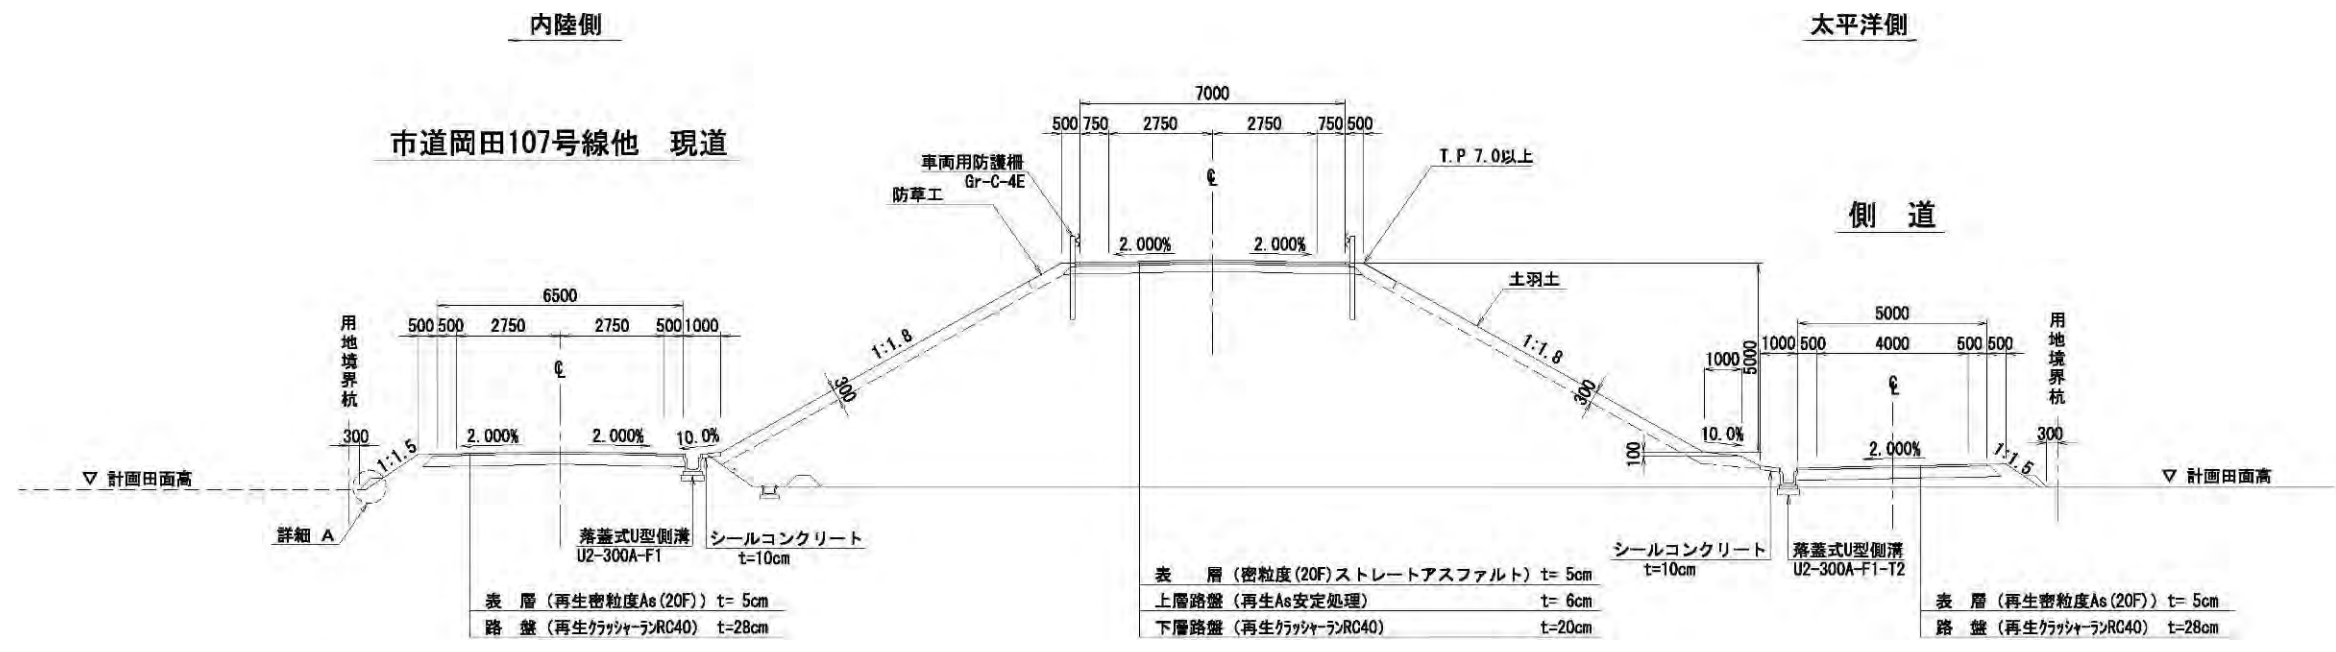 内陸側
太平洋側
市道岡田107号線他 現道
側 道
7000
500 750 2750 2750 750 500
車両用防護柵
Gr-C-4E
防草工
T.P 7.0以上
℄
2.000% 2.000%
土羽土
6500
500 500 2750 2750 500 1000
用地境界杭
℄
300
1:1.5
2.000% 2.000%
10.0%
1:1.8
300
1:1.8
300
5000
1000
10.0%
100
5000
1000 500 4000 500 500
℄
2.000%
1:1.5
用地境界杭
300
▽ 計画田面高
▽ 計画田面高
詳細 A
落蓋式U型側溝
U2-300A-F1
シールコンクリート
t=10cm
シールコンクリート
t=10cm
落蓋式U型側溝
U2-300A-F1-T2
表 層 (再生密粒度As(20F)) t= 5cm
路 盤 (再生クラッシャーランRC40) t=28cm
表 層 (密粒度(20F)ストレートアスファルト) t= 5cm
上層路盤 (再生As安定処理) t= 6cm
下層路盤 (再生クラッシャーランRC40) t=20cm
表 層 (再生密粒度As(20F)) t= 5cm
路 盤 (再生クラッシャーランRC40) t=28cm